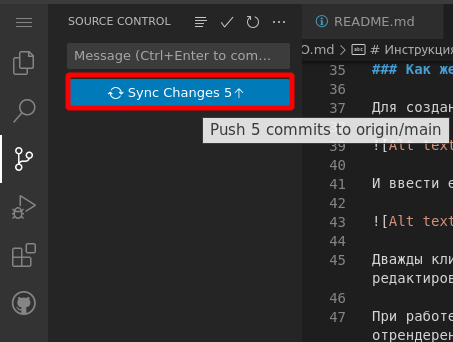 SOURCE CONTROL
Message (Ctrl+Enter to com...
Sync Changes 5↑
Push 5 commits to origin/main
README.md
O.md > # Инструкция
35 ### Как же
36
37 Для создан
39 ![Alt text
40
41 И ввести е
42
43 ![Alt text
44
45 Дважды кли
редактиров
46
47 При работе
отрендерен